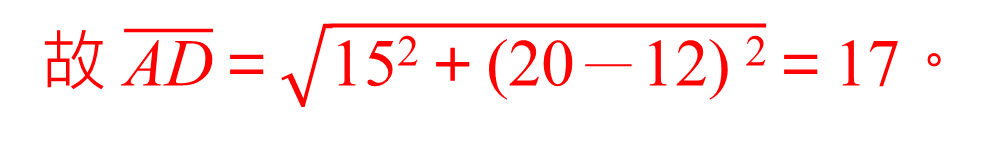 故 $\overline{AD} = \sqrt{15^2 + (20 - 12)^2} = 17$ 。